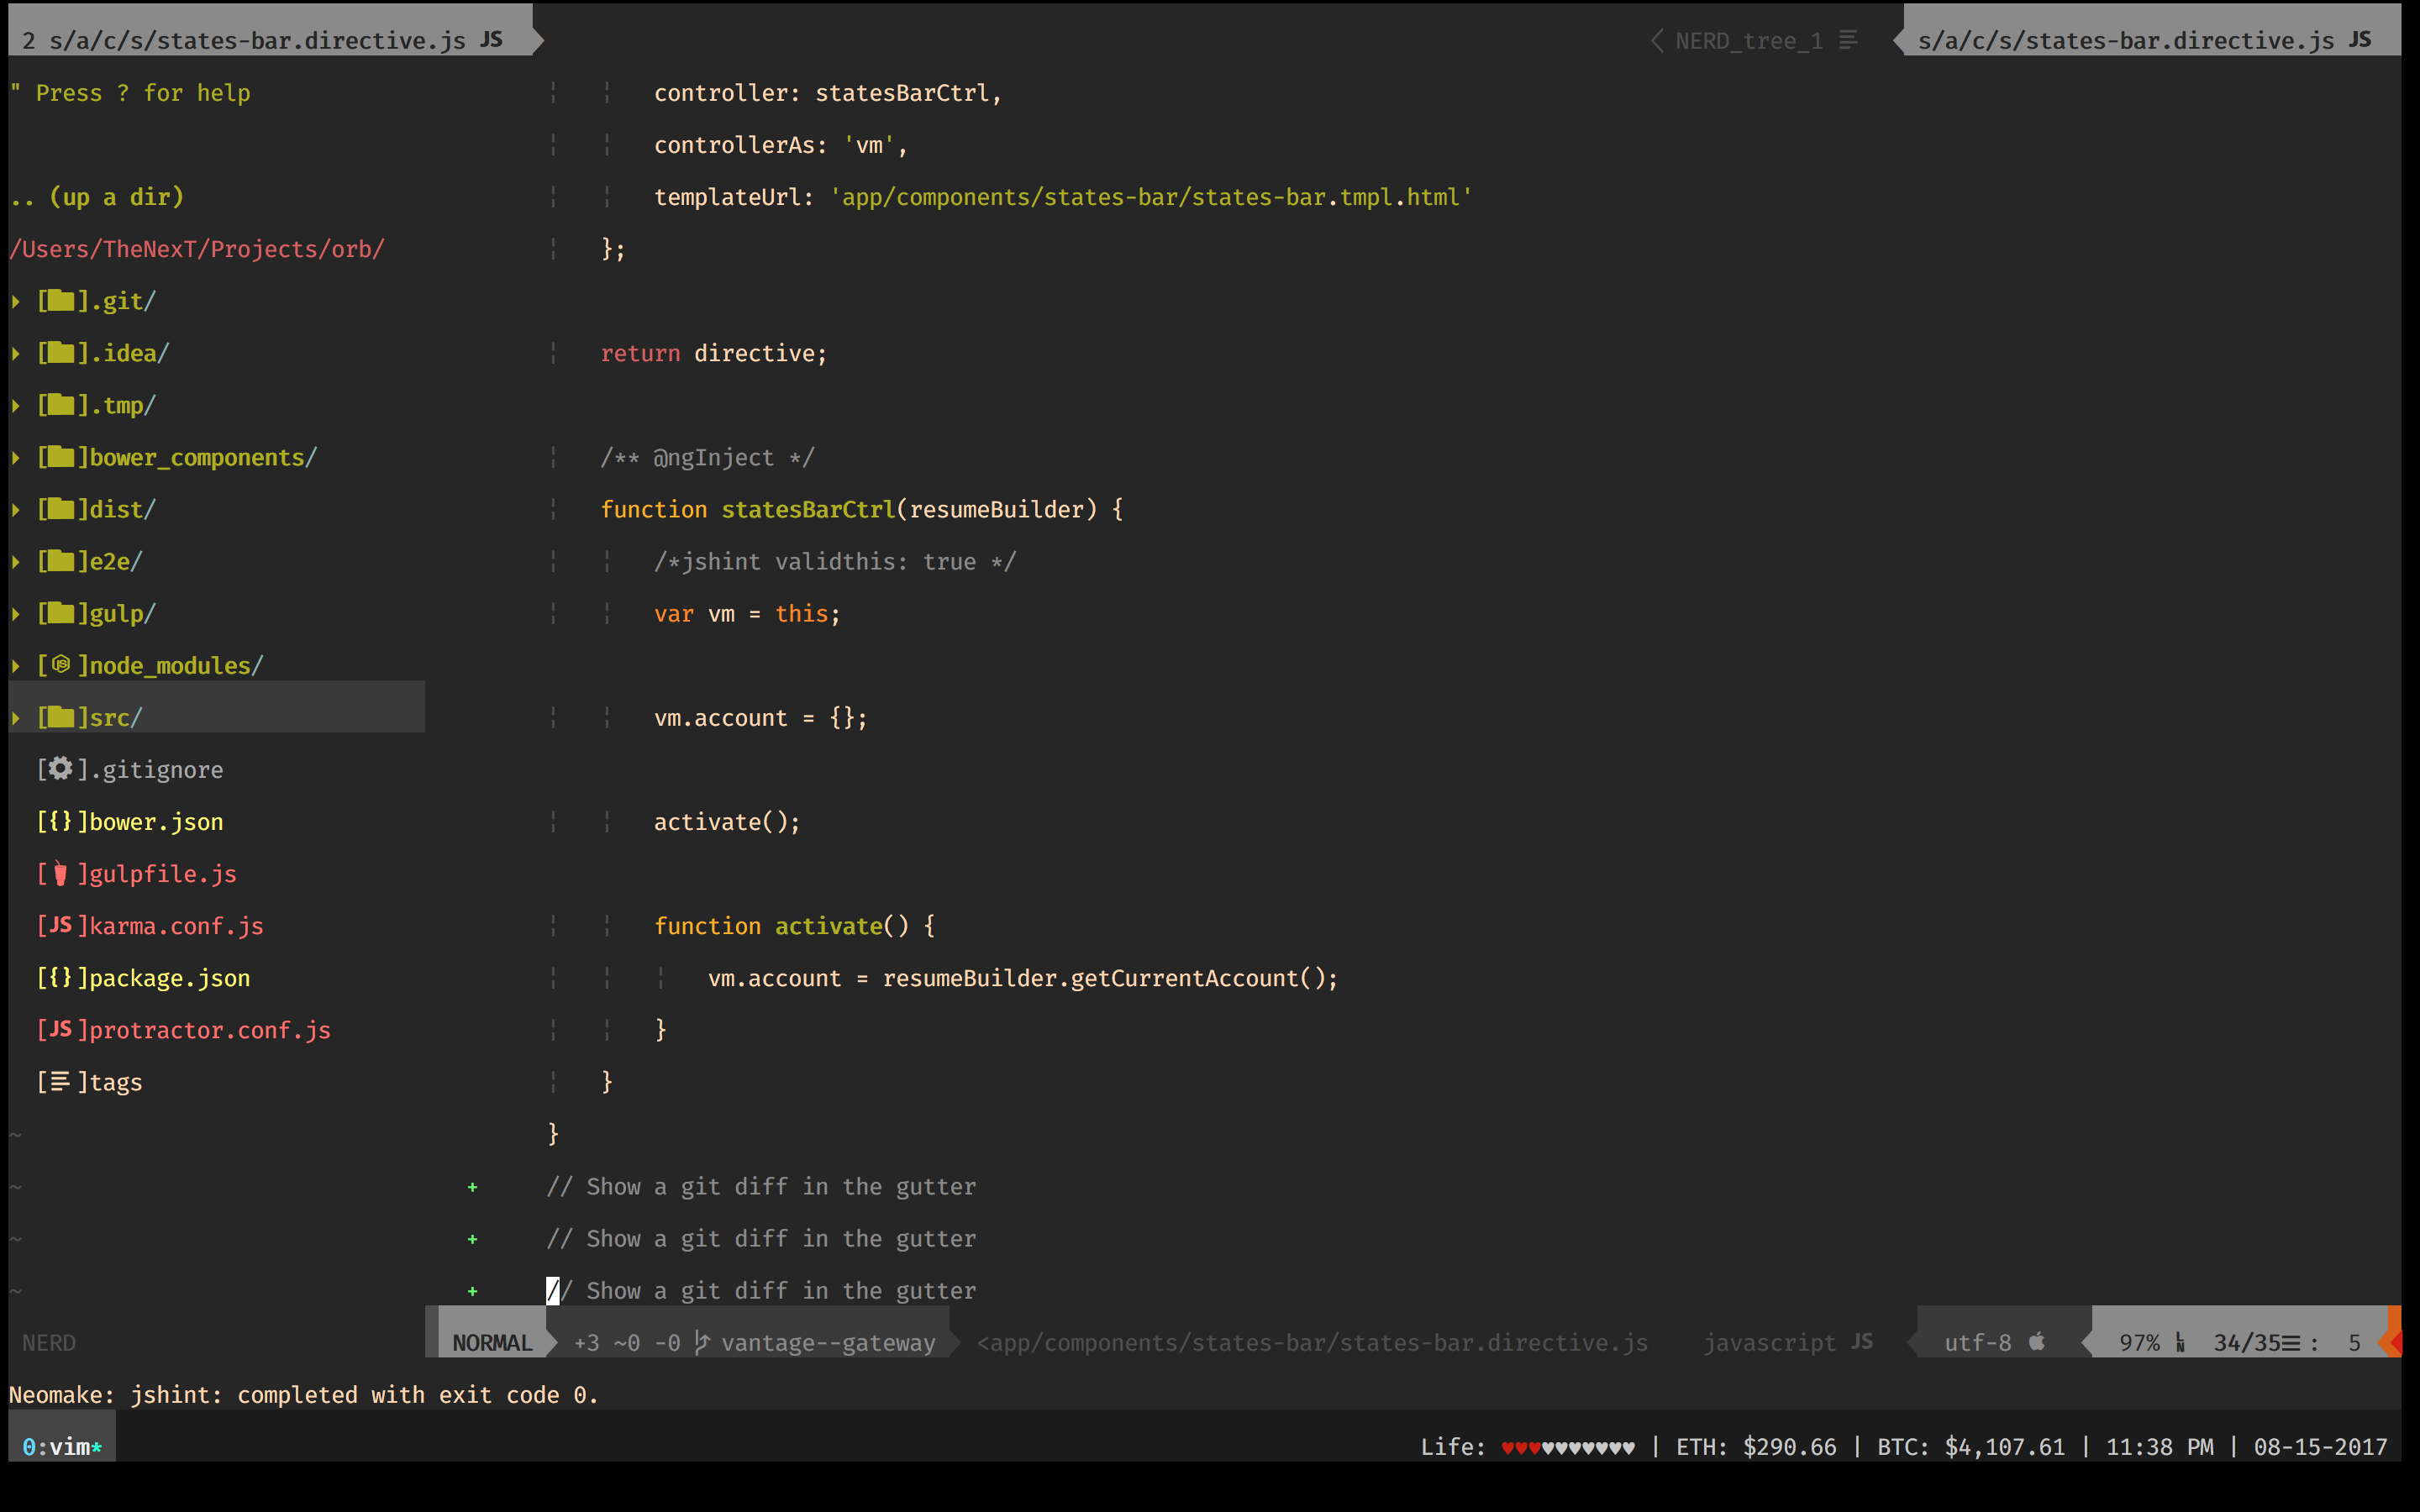 2 s/a/c/s/states-bar.directive.js JS
NERD_tree_1
s/a/c/s/states-bar.directive.js JS
" Press ? for help
.. (up a dir)
/Users/TheNexT/Projects/orb/
[].git/
[].idea/
[].tmp/
[]bower_components/
[]dist/
[]e2e/
[]gulp/
[JS]node_modules/
[]src/
[].gitignore
[{}]bower.json
[]gulpfile.js
[JS]karma.conf.js
[{}]package.json
[JS]protractor.conf.js
[]tags
~
~
~
~
NERD
controller: statesBarCtrl,
controllerAs: 'vm',
templateUrl: 'app/components/states-bar/states-bar.tmpl.html'
};
return directive;
/** @ngInject */
function statesBarCtrl(resumeBuilder) {
/*jshint validthis: true */
var vm = this;
vm.account = {};
activate();
function activate() {
vm.account = resumeBuilder.getCurrentAccount();
}
}
}
+ // Show a git diff in the gutter
+ // Show a git diff in the gutter
+ // Show a git diff in the gutter
NORMAL +3 ~0 -0 vantage--gateway <app/components/states-bar/states-bar.directive.js javascript JS utf-8 97% LN 34/35☰ : 5
Neomake: jshint: completed with exit code 0.
0:vim*
Life: ♥♥♥♥♥♥♥♥♥♥ | ETH: $290.66 | BTC: $4,107.61 | 11:38 PM | 08-15-2017